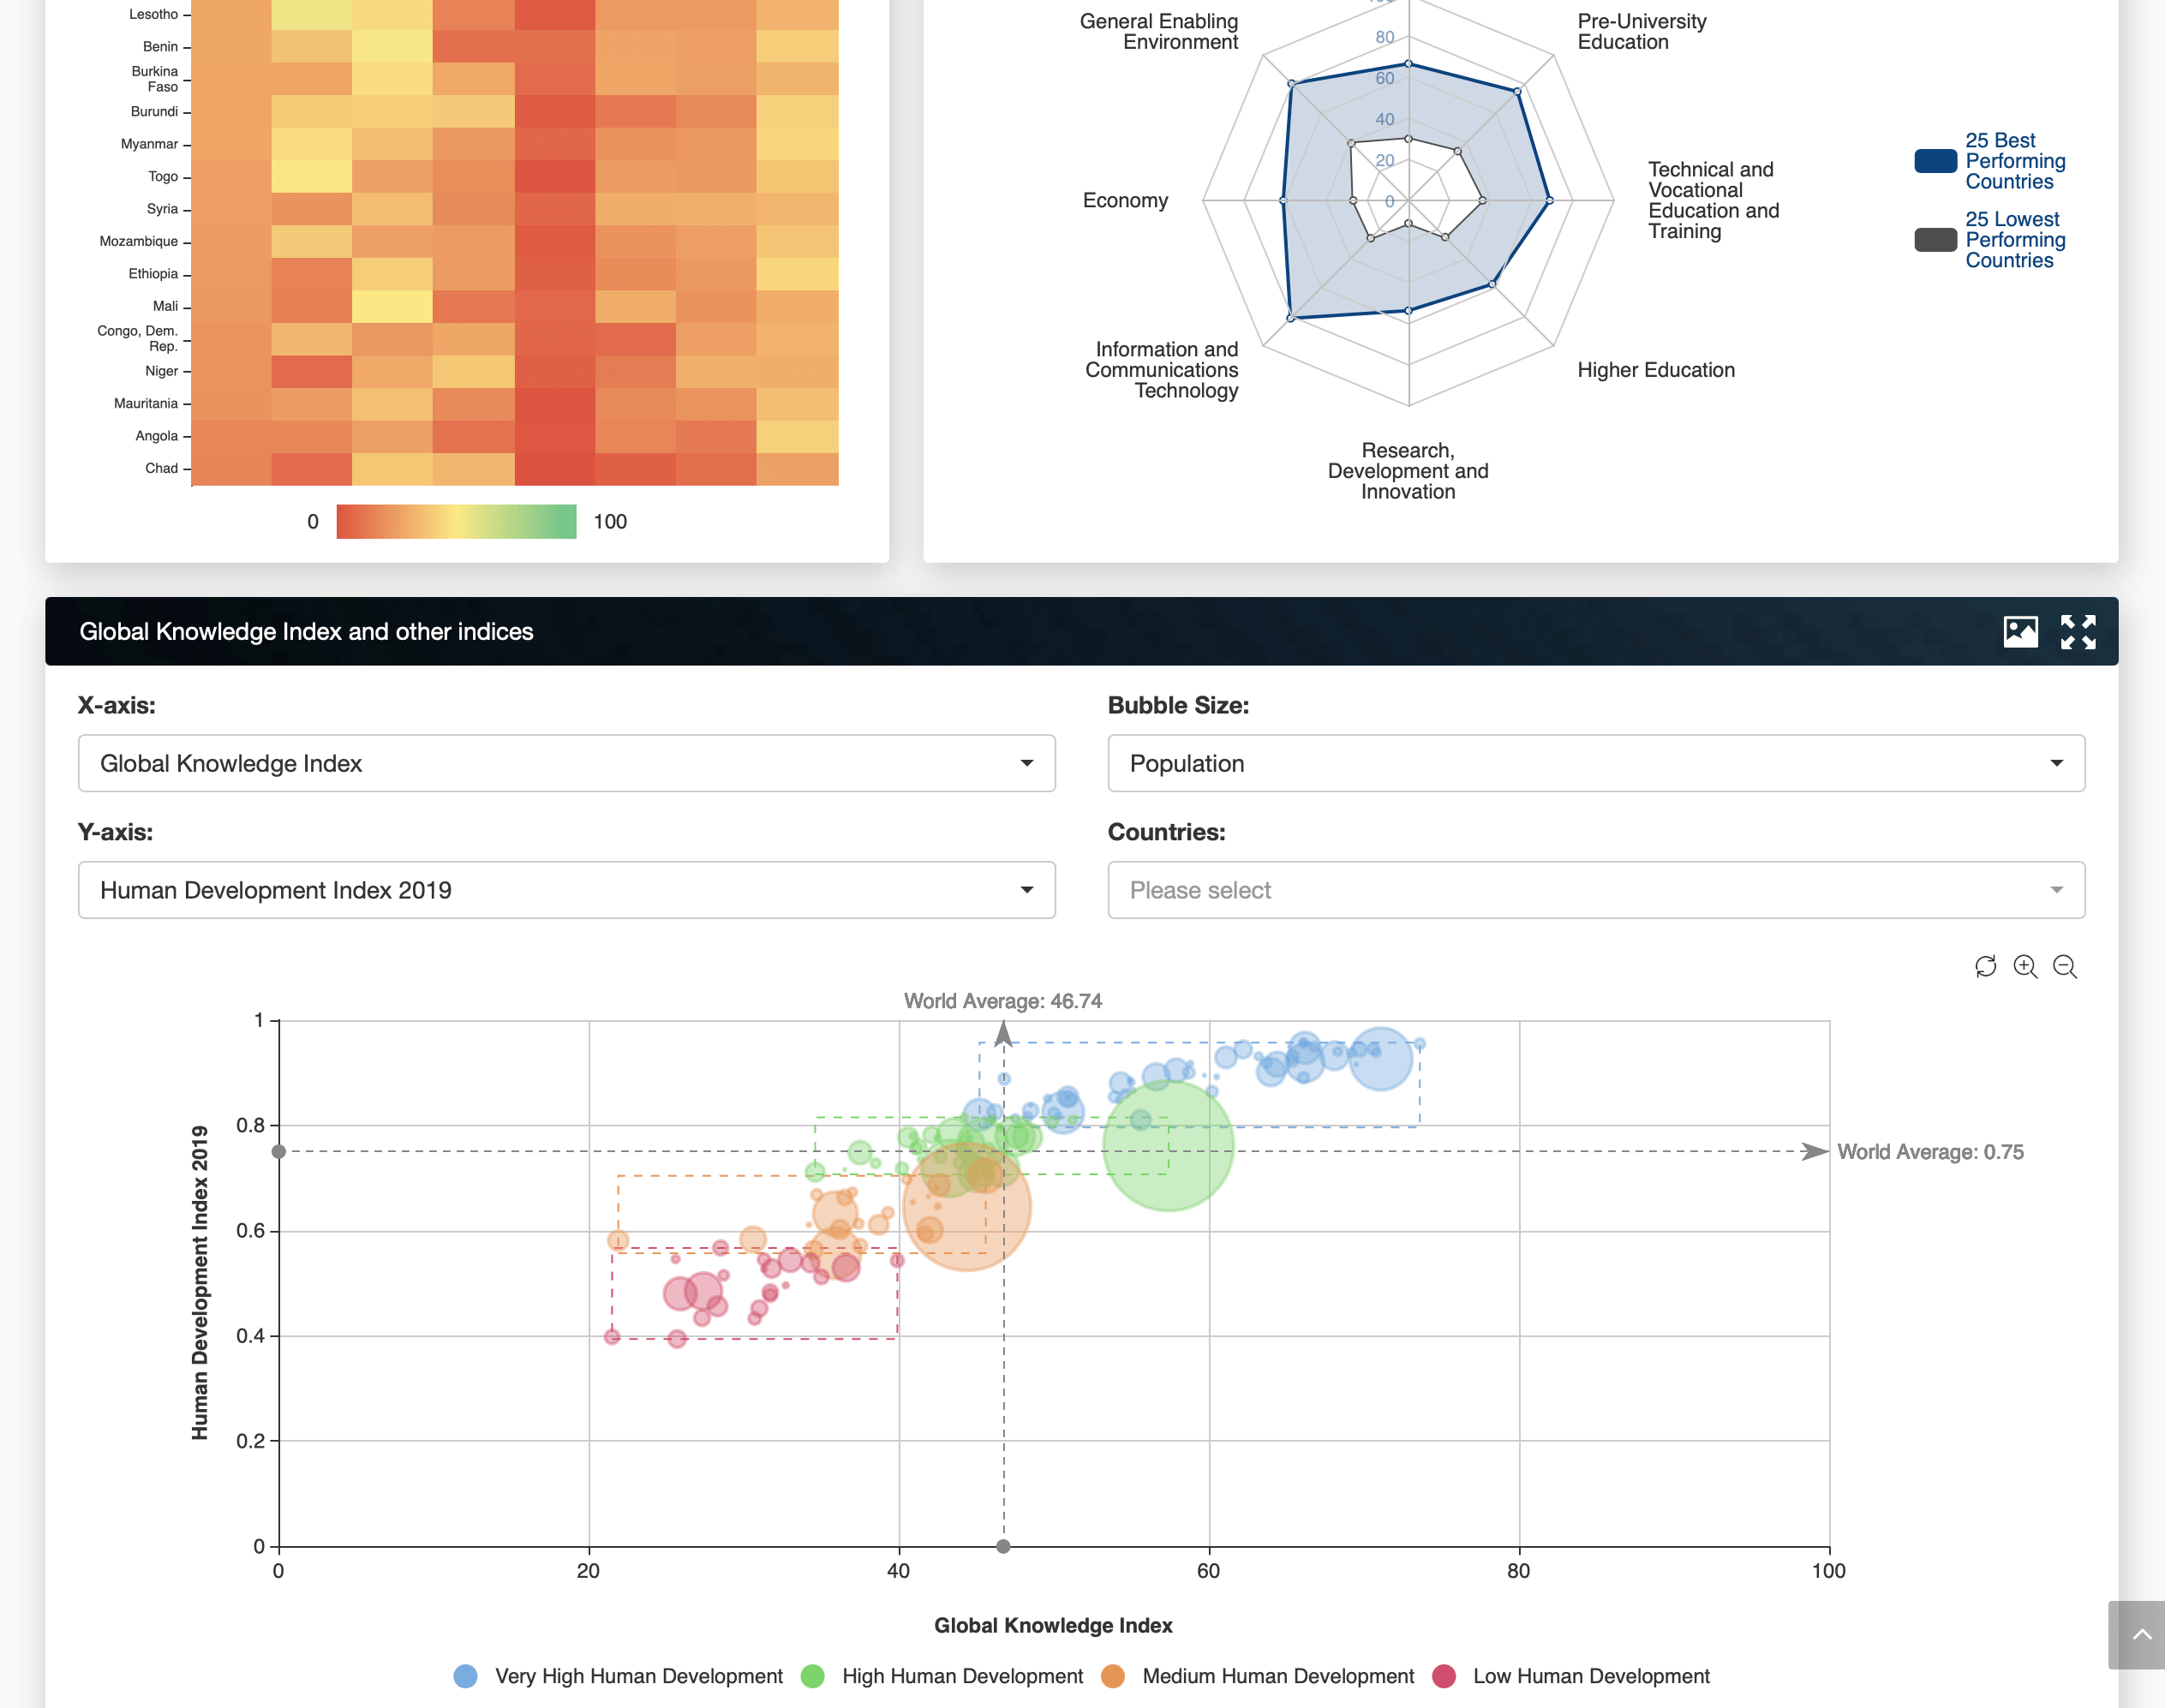 Lesotho
Benin
Burkina
Faso
Burundi
Myanmar
Togo
Syria
Mozambique
Ethiopia
Mali
Congo, Dem.
Rep.
Niger
Mauritania
Angola
Chad
0
100
General Enabling
Environment
Pre-University
Education
80
60
40
20
0
Economy
Technical and
Vocational
Education and
Training
Information and
Communications
Technology
Higher Education
Research,
Development and
Innovation
25 Best
Performing
Countries
25 Lowest
Performing
Countries
Global Knowledge Index and other indices
X-axis:
Global Knowledge Index
Bubble Size:
Population
Y-axis:
Human Development Index 2019
Countries:
Please select
World Average: 46.74
1
0.8
0.6
0.4
0.2
0
Human Development Index 2019
World Average: 0.75
0
20
40
60
80
100
Global Knowledge Index
Very High Human Development
High Human Development
Medium Human Development
Low Human Development